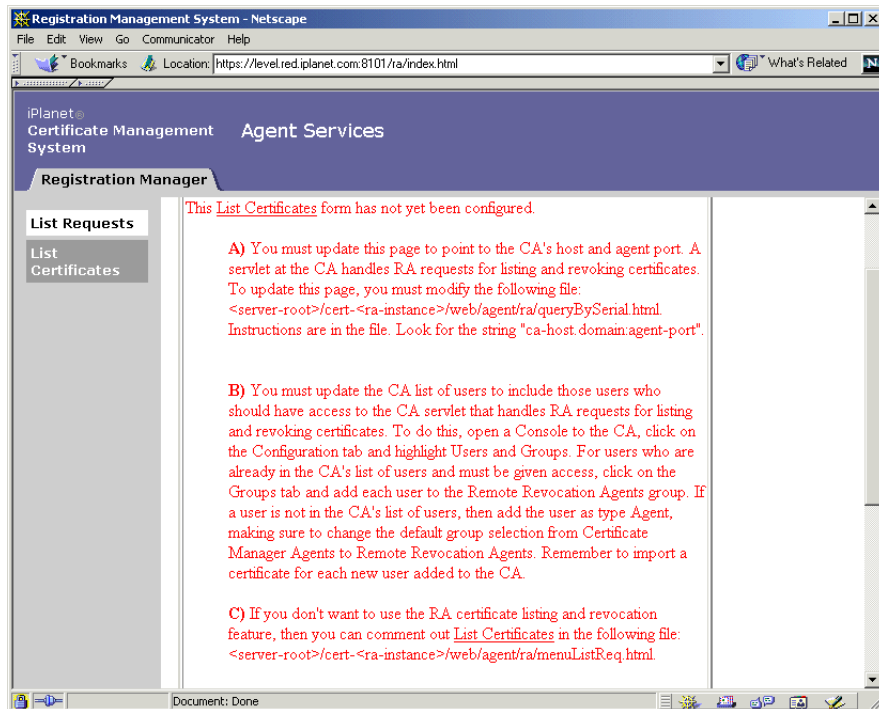 Registration Management System - Netscape
File Edit View Go Communicator Help
Bookmarks Location: https://level.red.iplanet.com:8101/ra/index.html What's Related N
iPlanet®
Certificate Management
System
Agent Services
Registration Manager
List Requests
List
Certificates
This List Certificates form has not yet been configured.
A) You must update this page to point to the CA's host and agent port. A
servlet at the CA handles RA requests for listing and revoking certificates.
To update this page, you must modify the following file:
<server-root>/cert-<ra-instance>/web/agent/ra/queryBySerial.html.
Instructions are in the file. Look for the string "ca-host.domain:agent-port".
B) You must update the CA list of users to include those users who
should have access to the CA servlet that handles RA requests for listing
and revoking certificates. To do this, open a Console to the CA, click on
the Configuration tab and highlight Users and Groups. For users who are
already in the CA's list of users and must be given access, click on the
Groups tab and add each user to the Remote Revocation Agents group. If
a user is not in the CA's list of users, then add the user as type Agent,
making sure to change the default group selection from Certificate
Manager Agents to Remote Revocation Agents. Remember to import a
certificate for each new user added to the CA.
C) If you don't want to use the RA certificate listing and revocation
feature, then you can comment out List Certificates in the following file:
<server-root>/cert-<ra-instance>/web/agent/ra/menuListReq.html.
Document: Done